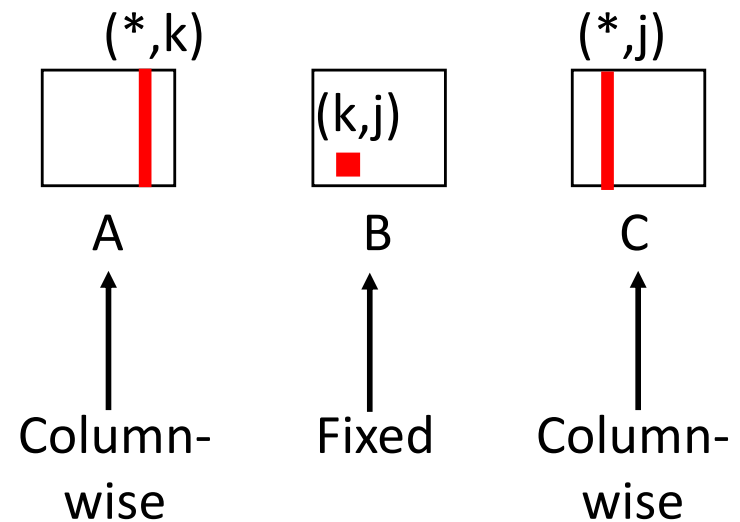 (*,k)
(k,j)
(*,j)
A
B
C
Column-
wise
Fixed
Column-
wise